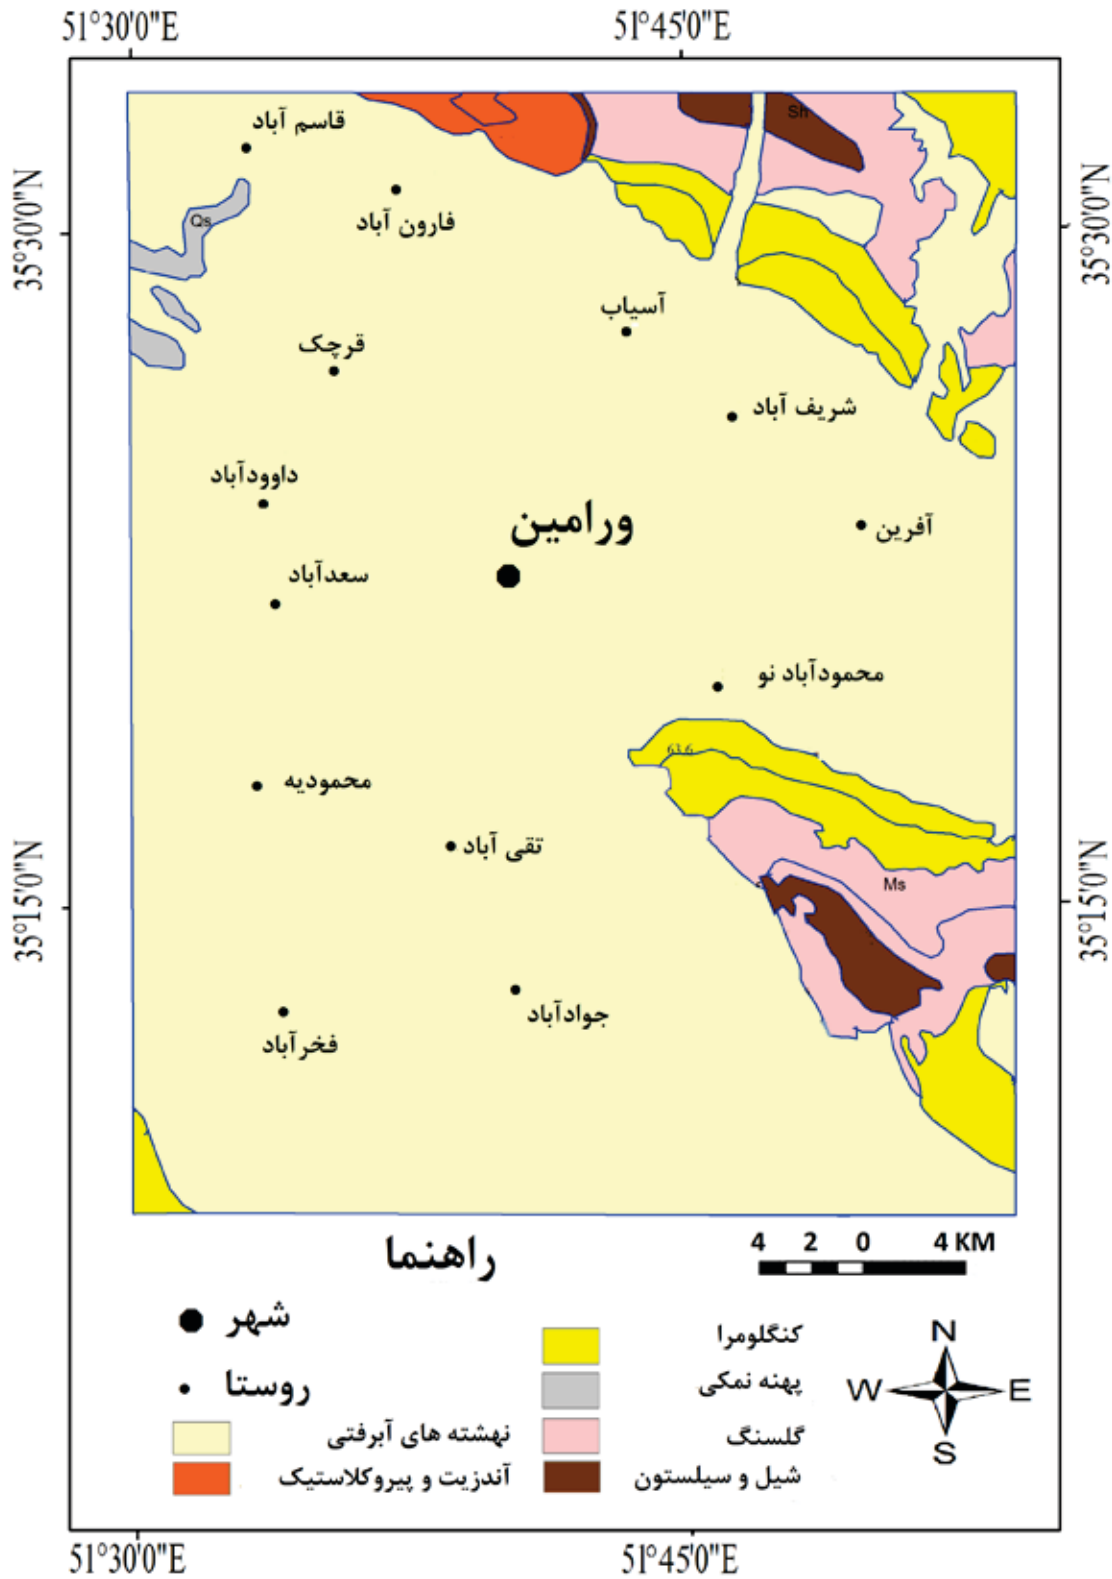 51°30'0"E 51°45'0"E
قاسم آباد
Sh
فارون آباد
Qs
35°30'0"N 35°30'0"N
آسیاب
قرچک
شریف آباد
داوودآباد
ورامین
آفرین
سعدآباد
محمودآباد نو
63.6
محمودیه
تقی آباد
Ms
35°15'0"N 35°15'0"N
جوادآباد
فخرآباد
راهنما
4 2 0 4 KM
شهر
روستا
نهشته های آبرفتی
آندزیت و پیروکلاستیک
کنگلومرا
پهنه نمکی
گلسنگ
شیل و سیلستون
N
W E
S
51°30'0"E 51°45'0"E